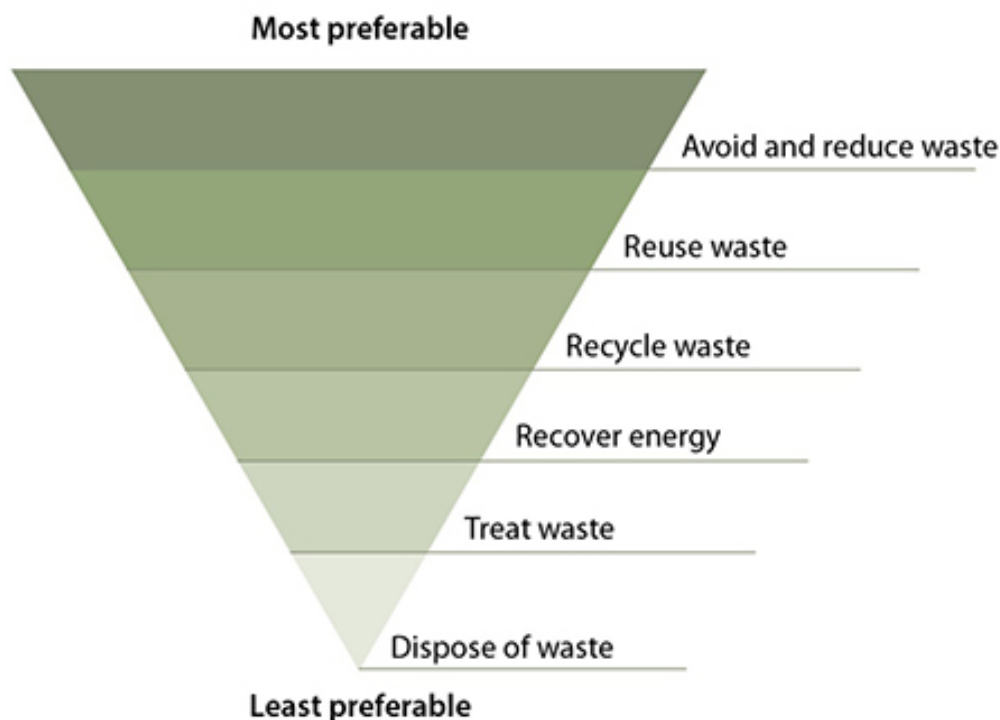 Most preferable
Avoid and reduce waste
Reuse waste
Recycle waste
Recover energy
Treat waste
Dispose of waste
Least preferable